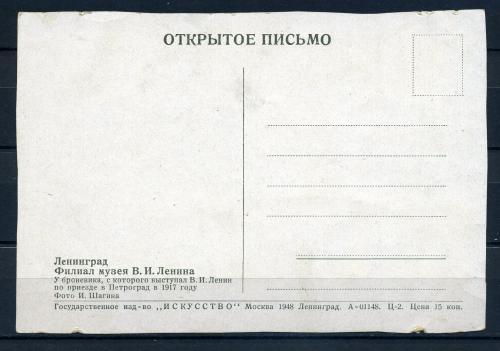 ОТКРЫТОЕ ПИСЬМО
Ленинград
Филиал музея В. И. Ленина
У броневика, с которого выступал В. И. Ленин
по приезде в Петроград в 1917 году
Фото И. Шагина
Государственное изд-во ,,ИСКУССТВО" Москва 1948 Ленинград. А-01148. Ц-2. Цена 15 коп.